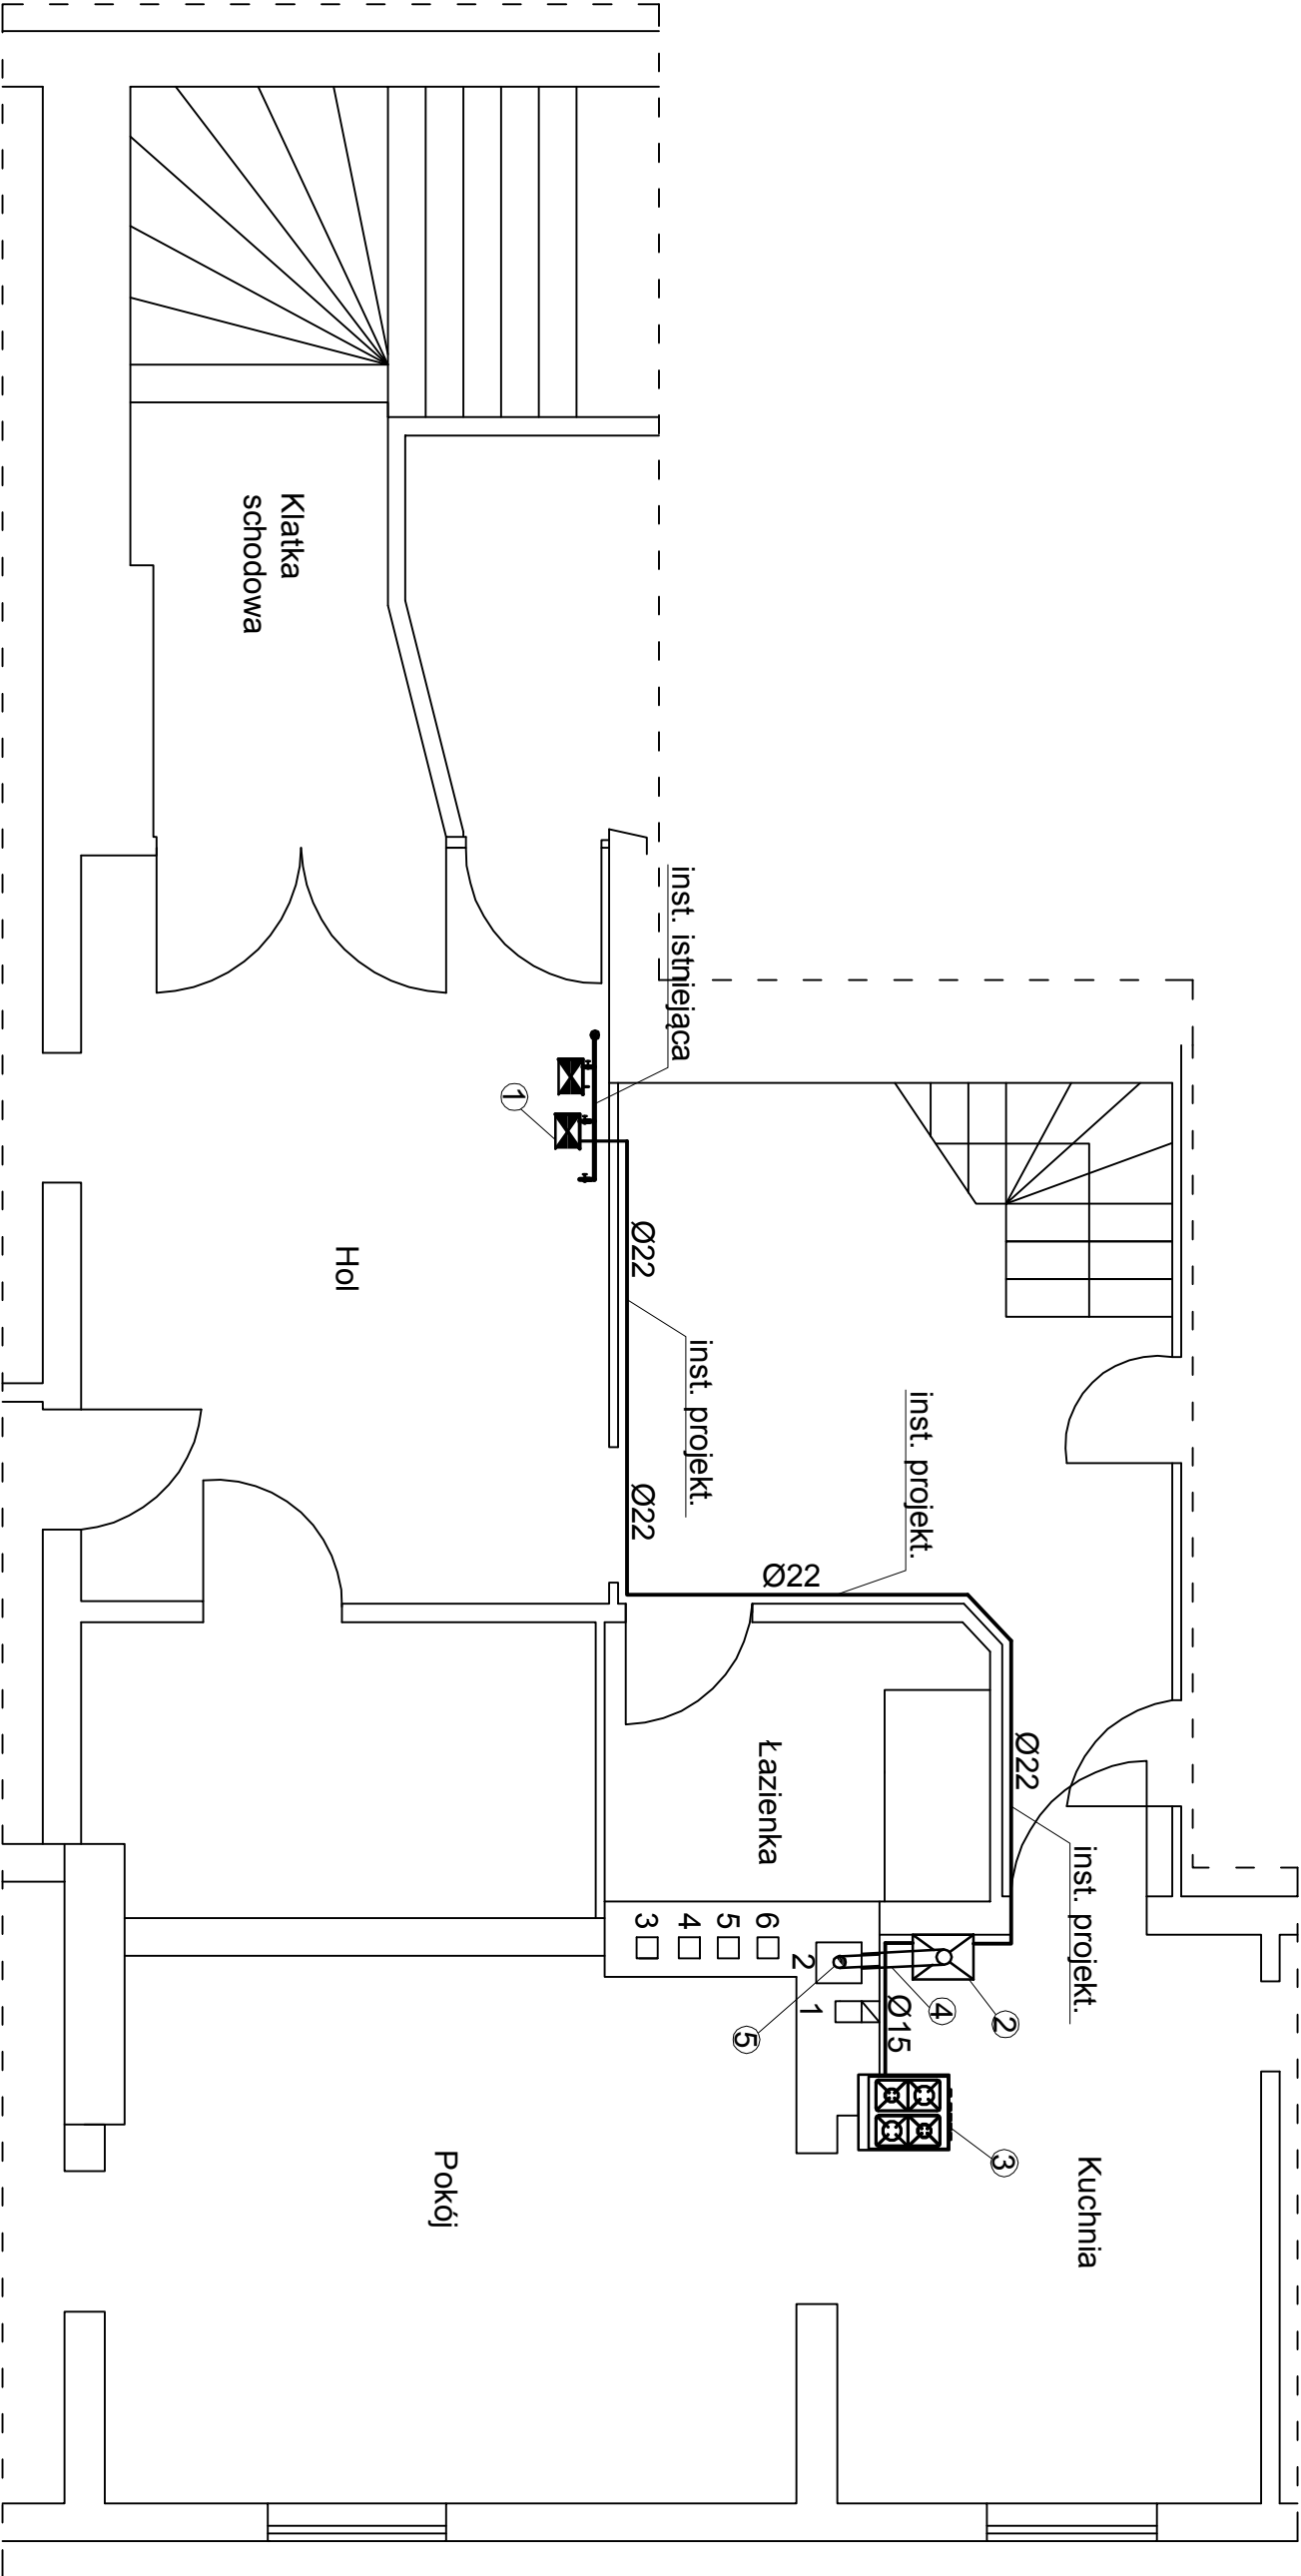 Klatka
schodowa
inst. istniejąca
1
Ø22
Hol
inst. projekt.
inst. projekt.
Ø22
Ø22
Ø22
Łazienka
inst. projekt.
3
4
5
6
2
1
Ø15
4
2
5
3
Pokój
Kuchnia